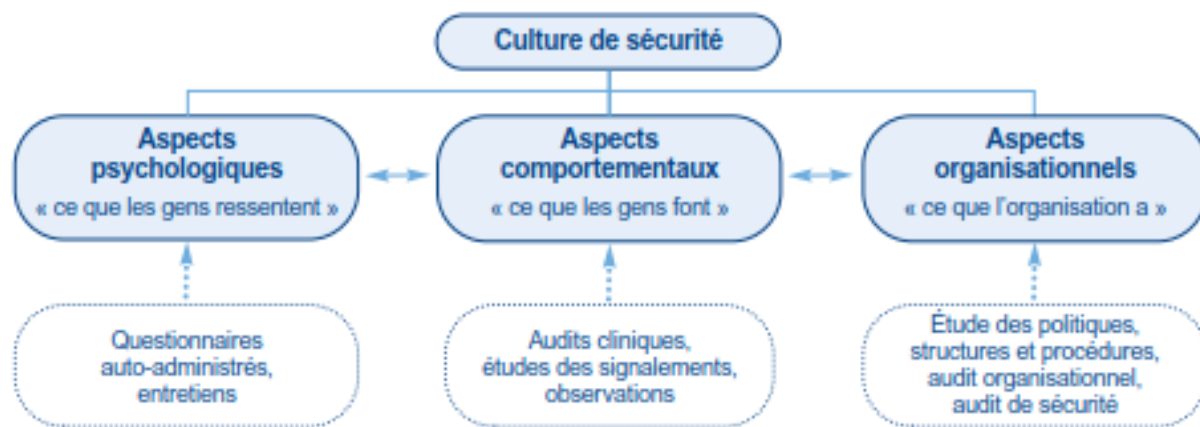 Culture de sécurité
Aspects
psychologiques
« ce que les gens ressentent »
Aspects
comportementaux
« ce que les gens font »
Aspects
organisationnels
« ce que l’organisation a »
Questionnaires
auto-administrés,
entretiens
Audits cliniques,
études des signalements,
observations
Étude des politiques,
structures et procédures,
audit organisationnel,
audit de sécurité